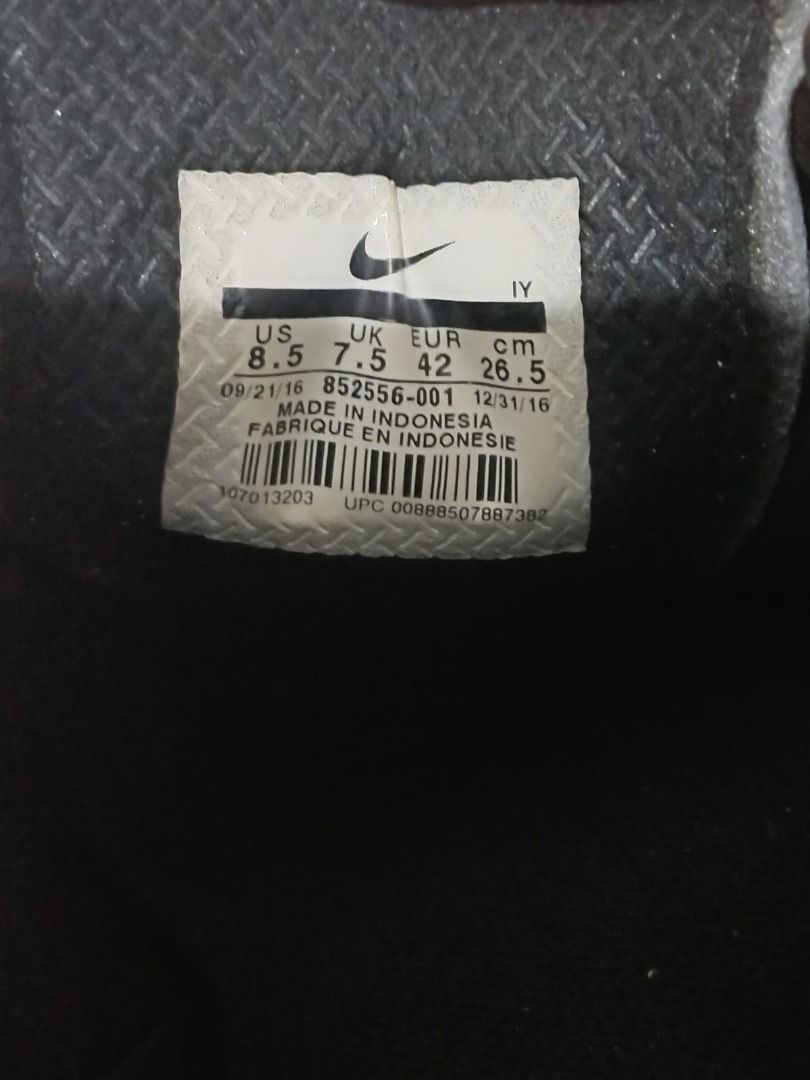 IY
US UK EUR cm
8.5 7.5 42 26.5
09/21/16 852556-001 12/31/16
MADE IN INDONESIA
FABRIQUE EN INDONESIE
107013203 UPC 00888507887382